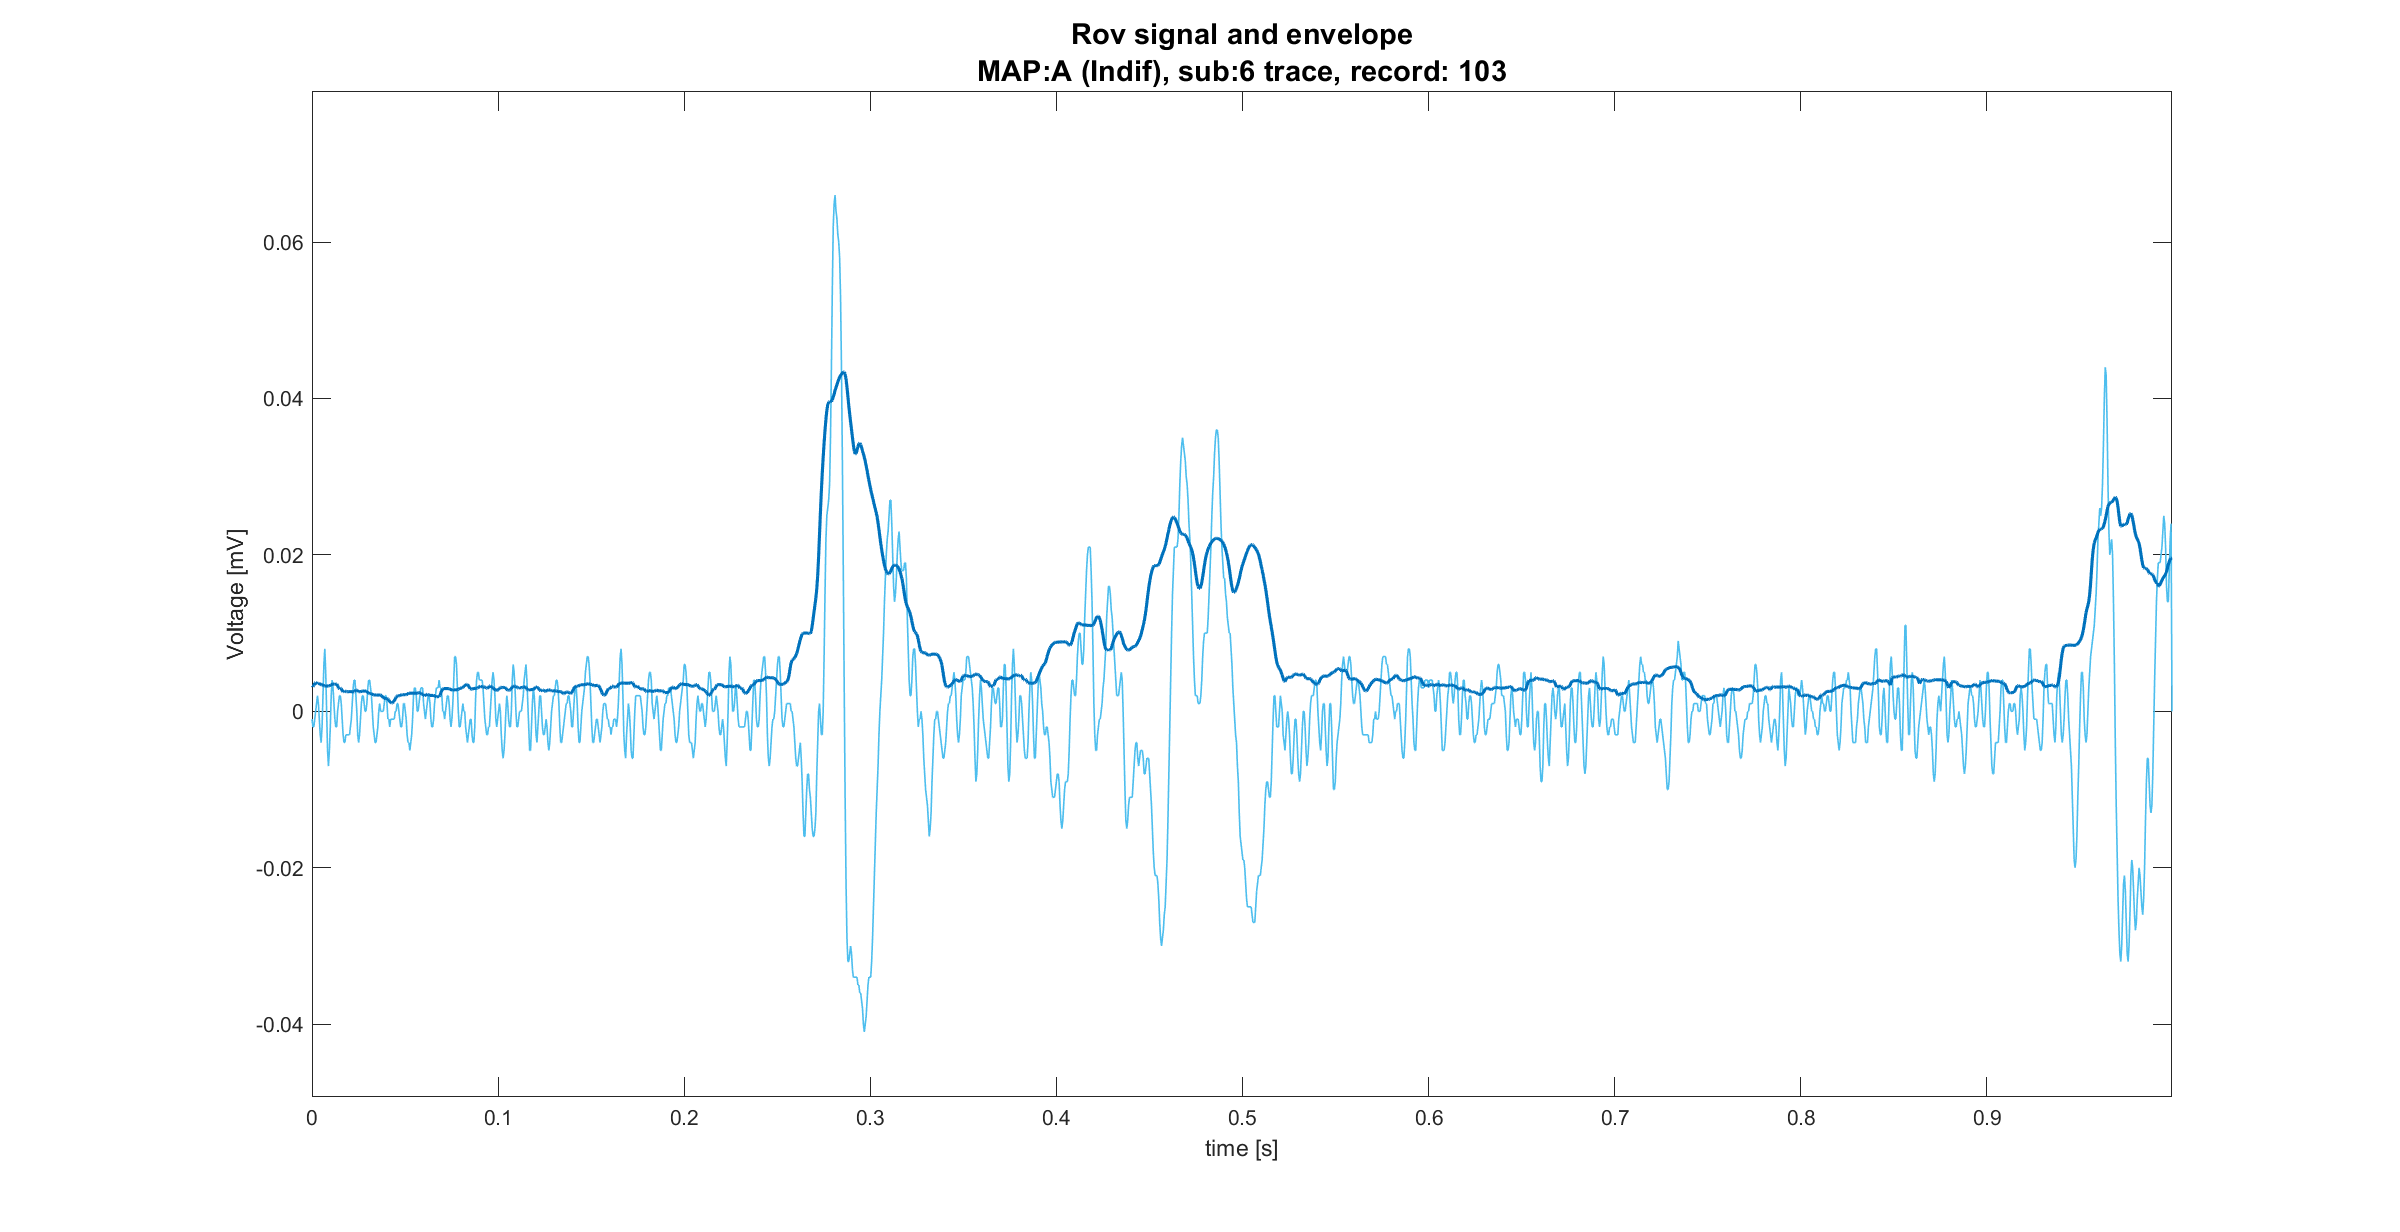 Rov signal and envelope
MAP:A (Indif), sub:6 trace, record: 103
Voltage [mV]
0.06
0.04
0.02
0
-0.02
-0.04
0 0.1 0.2 0.3 0.4 0.5 0.6 0.7 0.8 0.9
time [s]